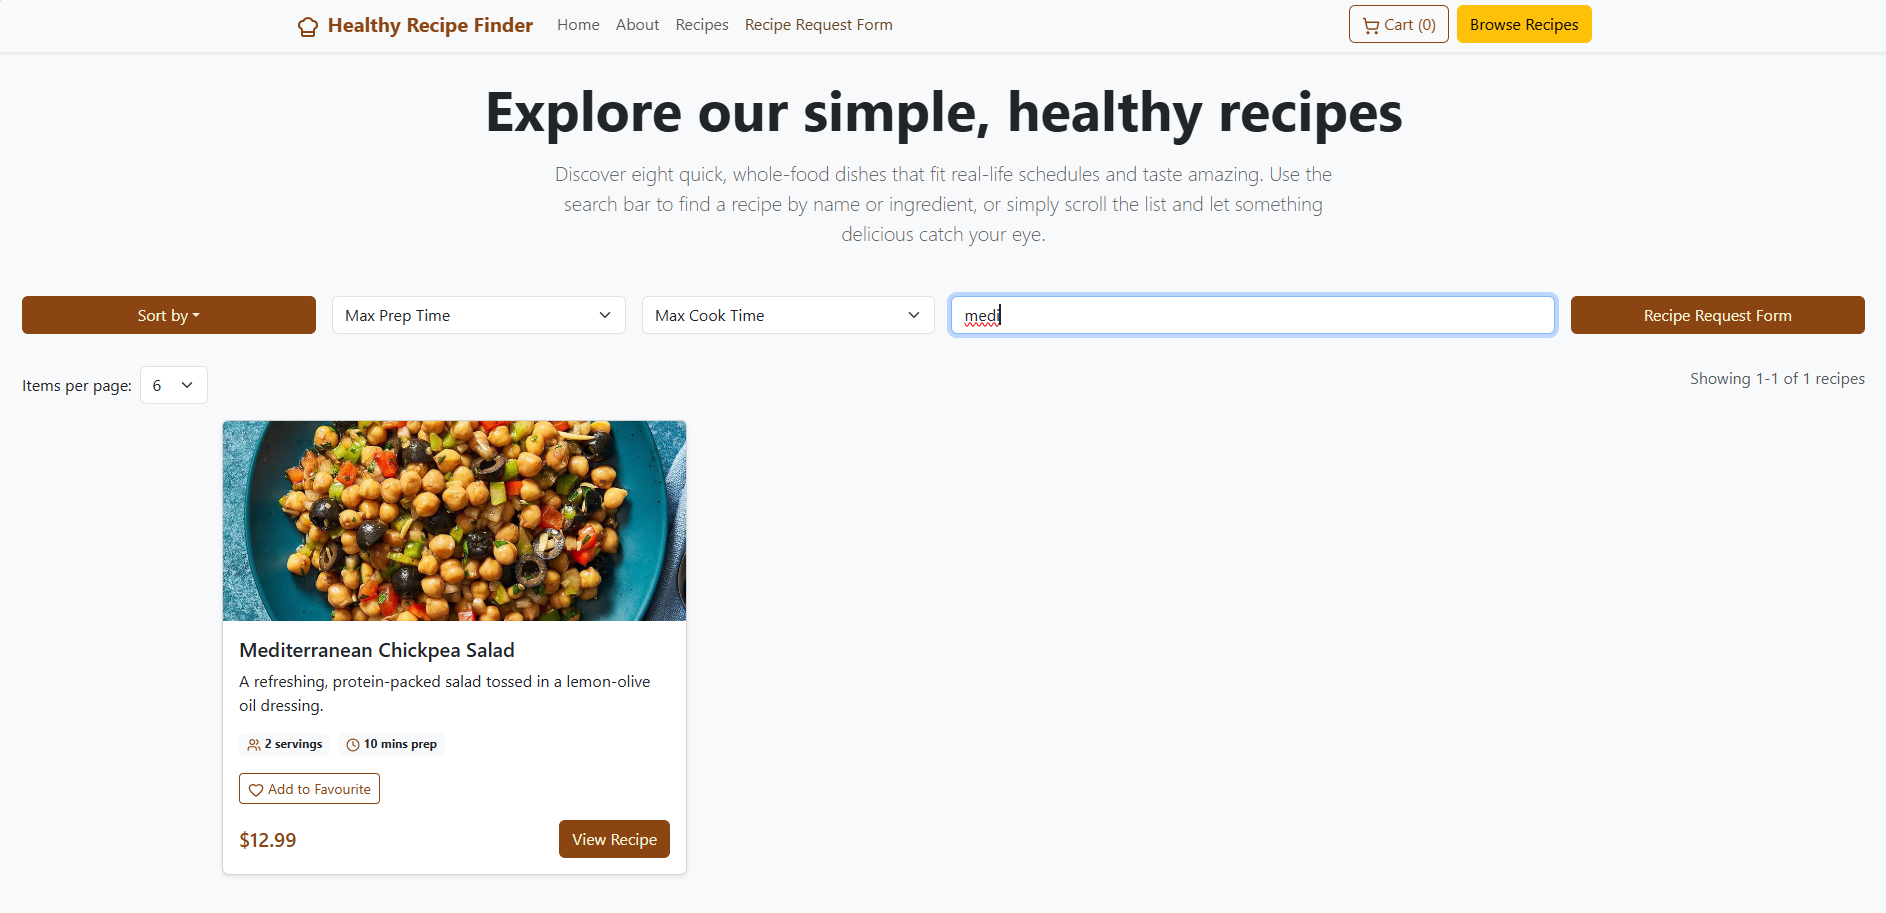 Healthy Recipe Finder
Home
About
Recipes
Recipe Request Form
Cart (0)
Browse Recipes
Explore our simple, healthy recipes
Discover eight quick, whole-food dishes that fit real-life schedules and taste amazing. Use the
search bar to find a recipe by name or ingredient, or simply scroll the list and let something
delicious catch your eye.
Sort by
Max Prep Time
Max Cook Time
medi
Recipe Request Form
Items per page:
6
Showing 1-1 of 1 recipes
Mediterranean Chickpea Salad
A refreshing, protein-packed salad tossed in a lemon-olive
oil dressing.
2 servings
10 mins prep
Add to Favourite
$12.99
View Recipe